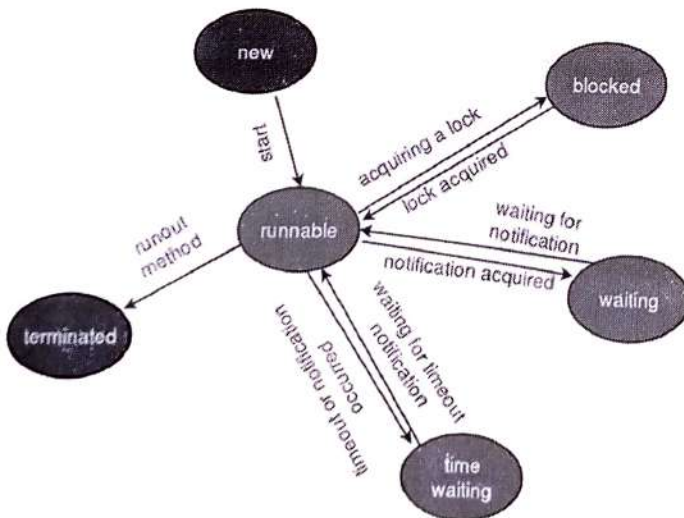 new
blocked
start
acquiring a lock
lock acquired
runnable
waiting for
notification
notification acquired
waiting
runout
method
terminated
waiting for timeout
notification
timeout or notification
occurred
time
waiting